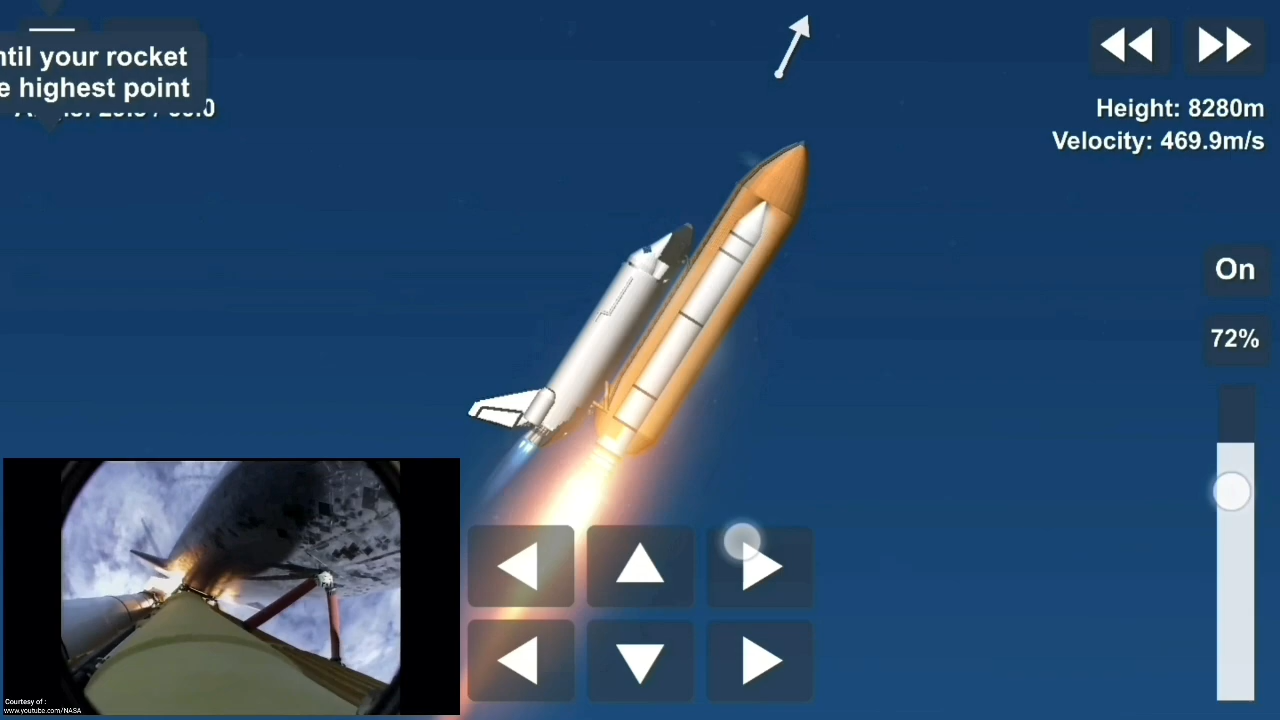 ntil your rocket
e highest point
Height: 8280m
Velocity: 469.9m/s
On
72%
Courtesy of :
www.youtube.com/NASA